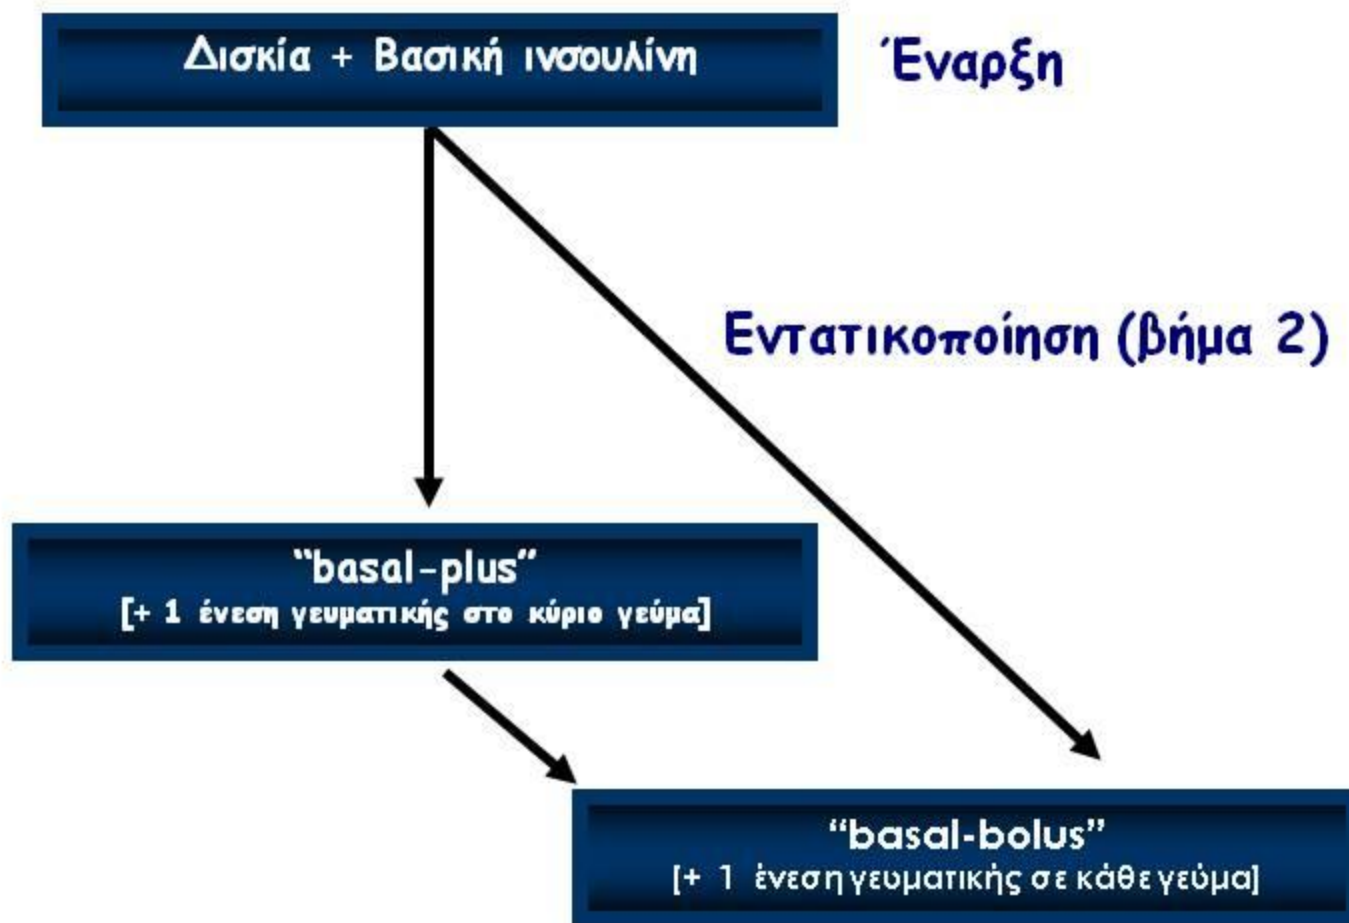 Δισκία + Βασική ινσουλίνη
Έναρξη
Εντατικοποίηση (βήμα 2)
“basal-plus”
[+ 1 ένεση γευματικής στο κύριο γεύμα]
“basal-bolus”
[+ 1 ένεση γευματικής σε κάθε γεύμα]